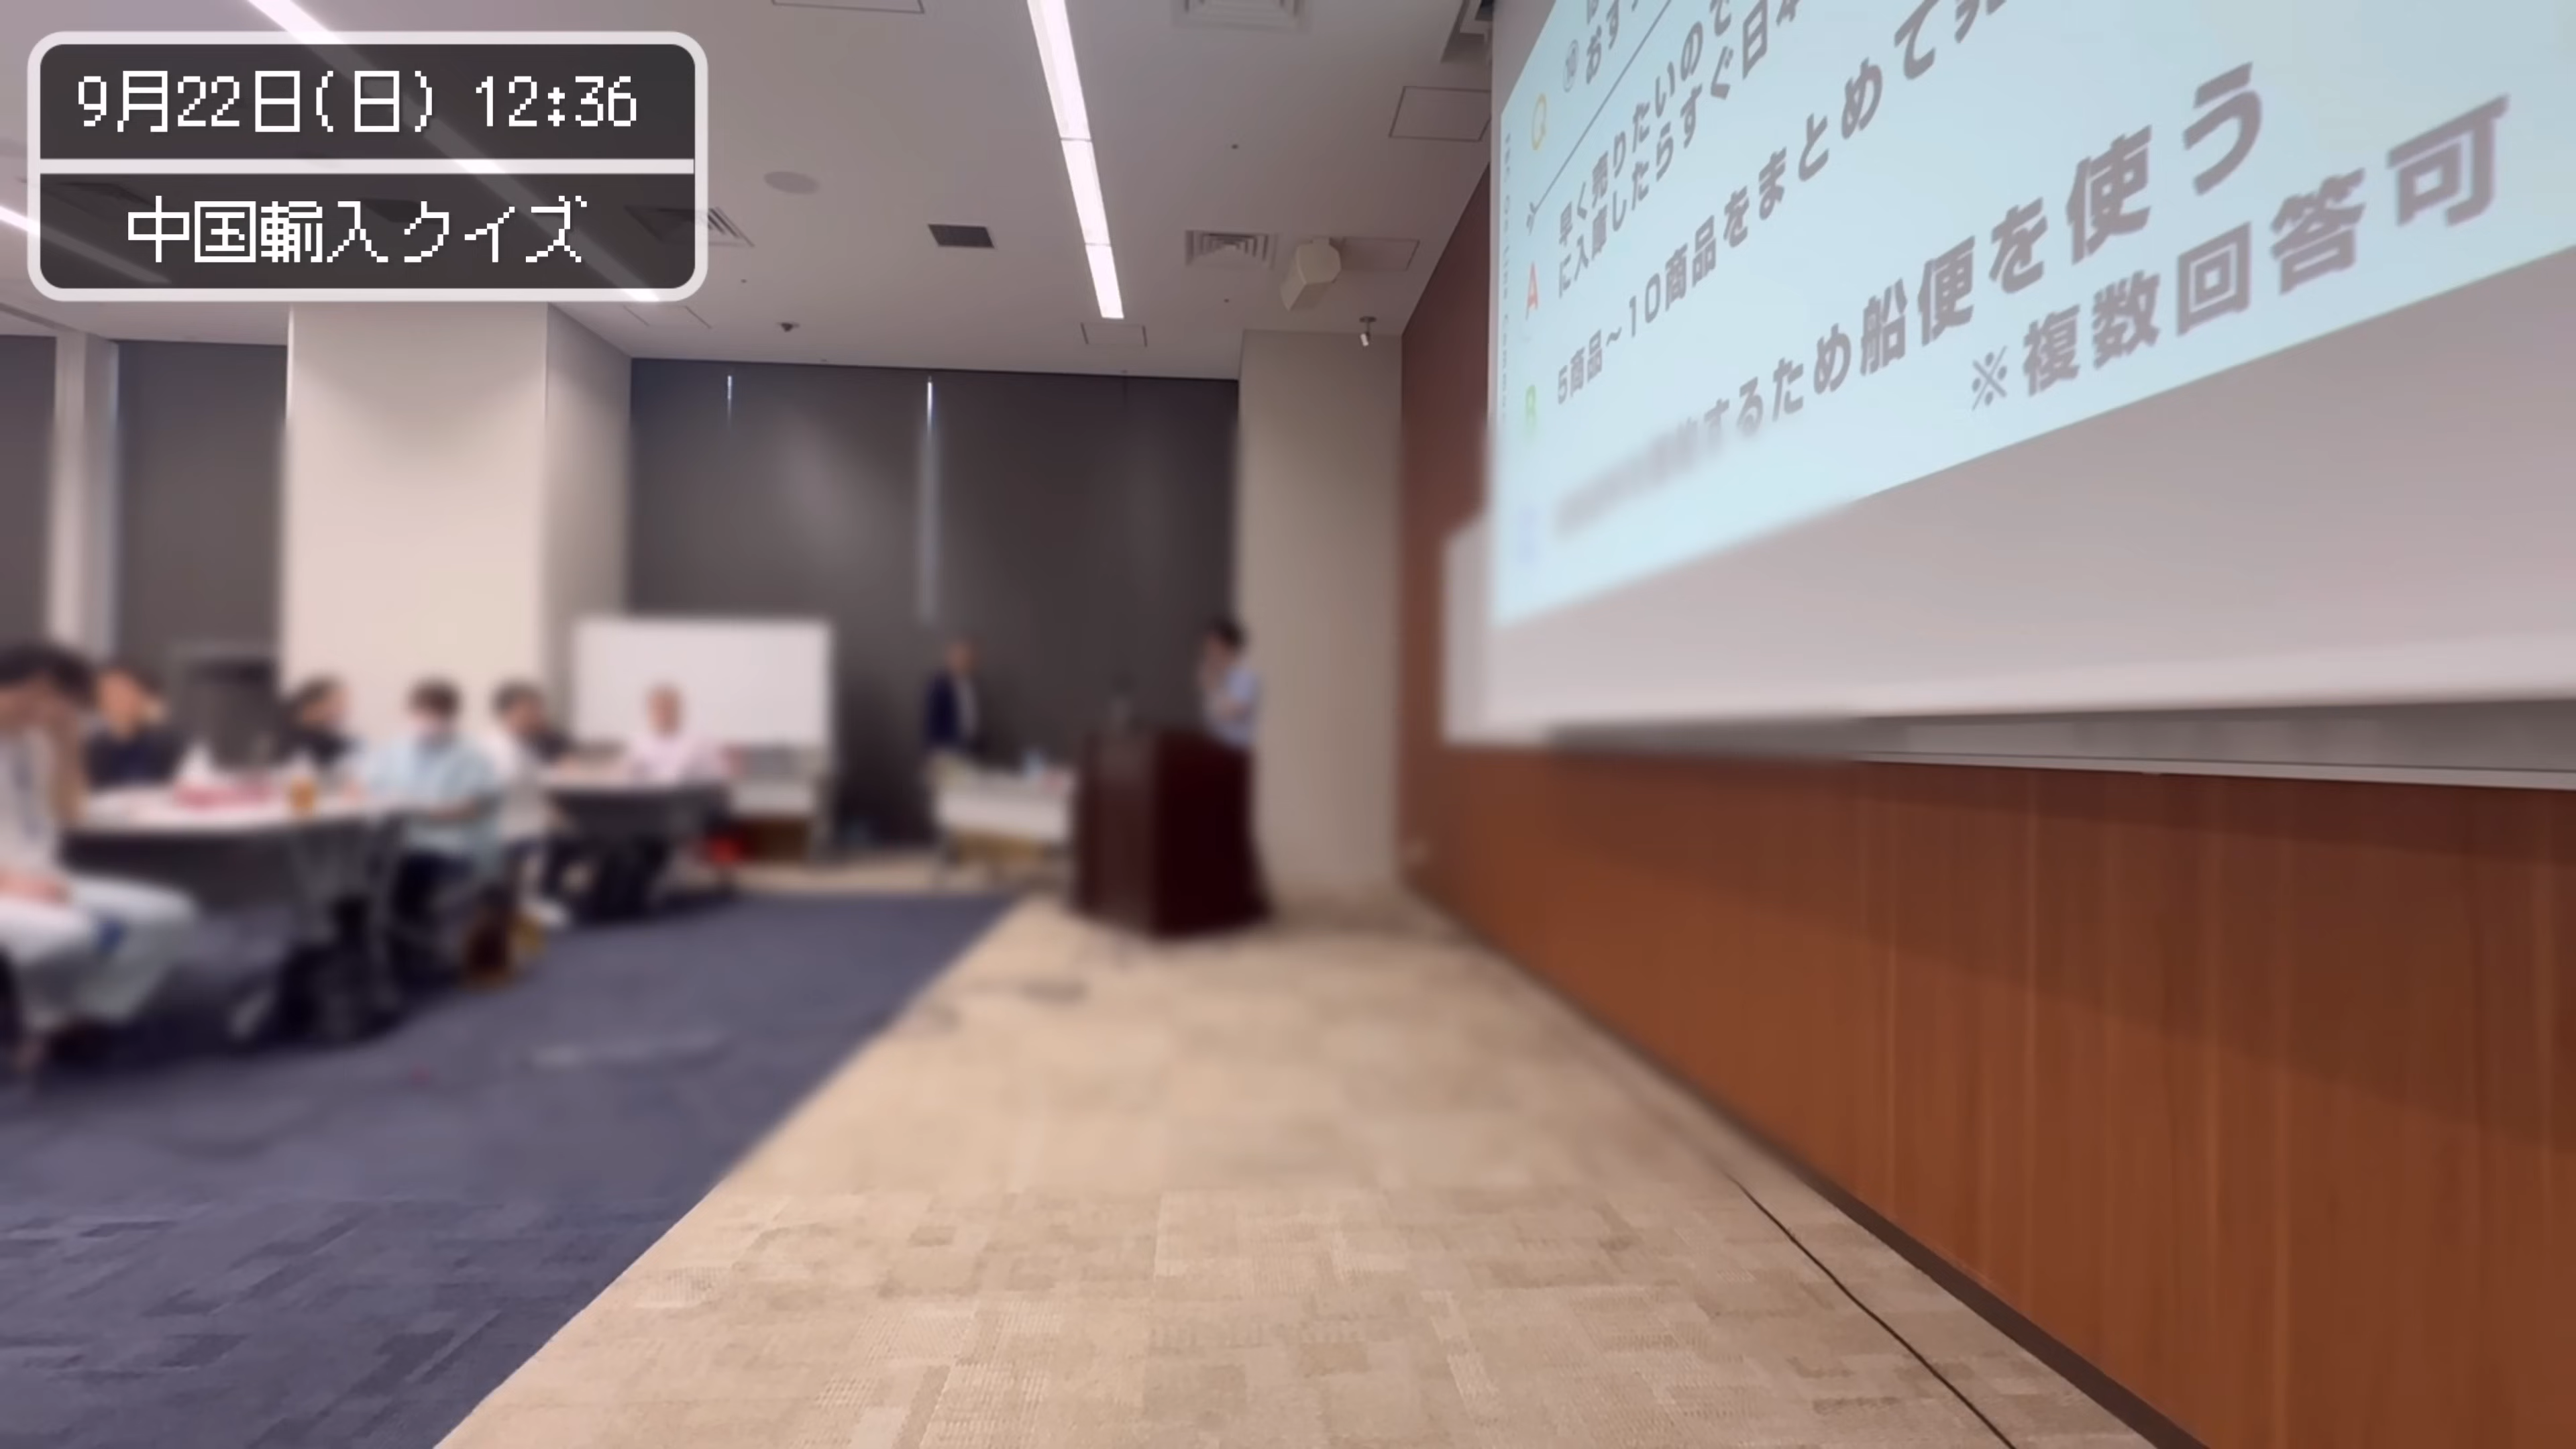 9月22日(日) 12:36
中国輸入クイズ
おす
早く売りたいので
に入庫したらすぐ日本
5商品~10商品をまとめて発
するため船便を使う
※複数回答可
Q
A
B